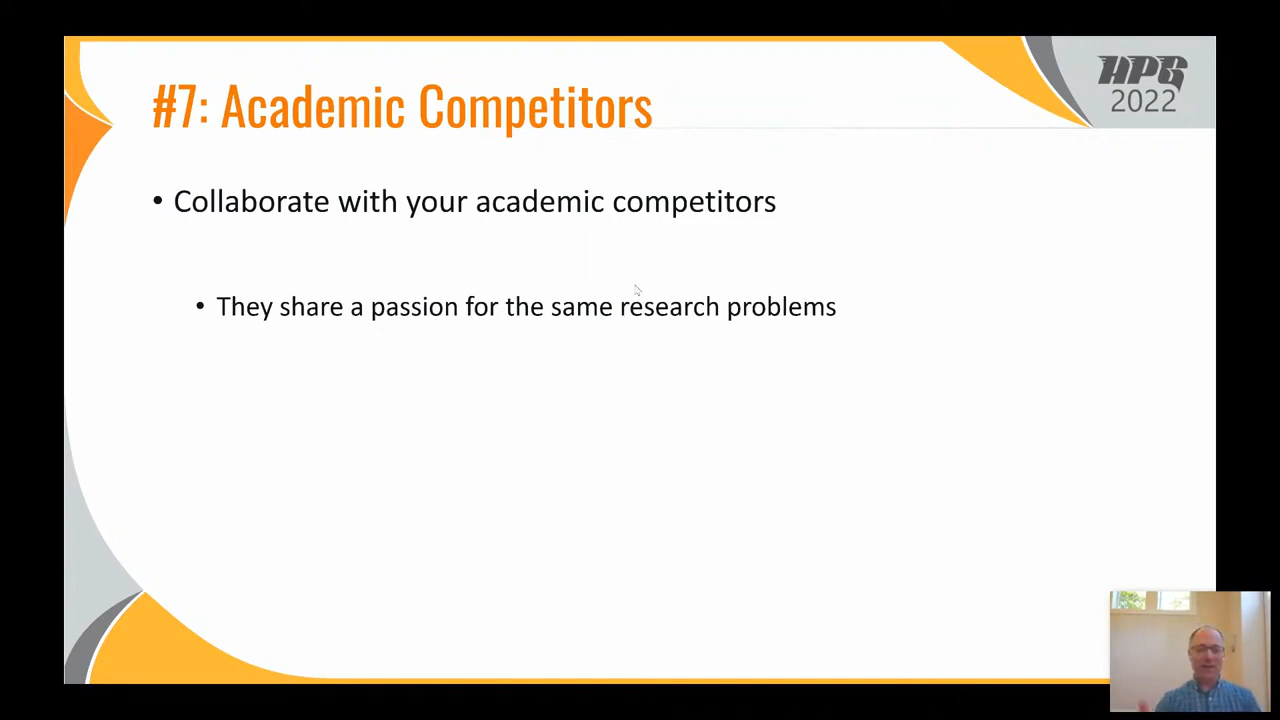 #7: Academic Competitors
HPG
2022
• Collaborate with your academic competitors
• They share a passion for the same research problems